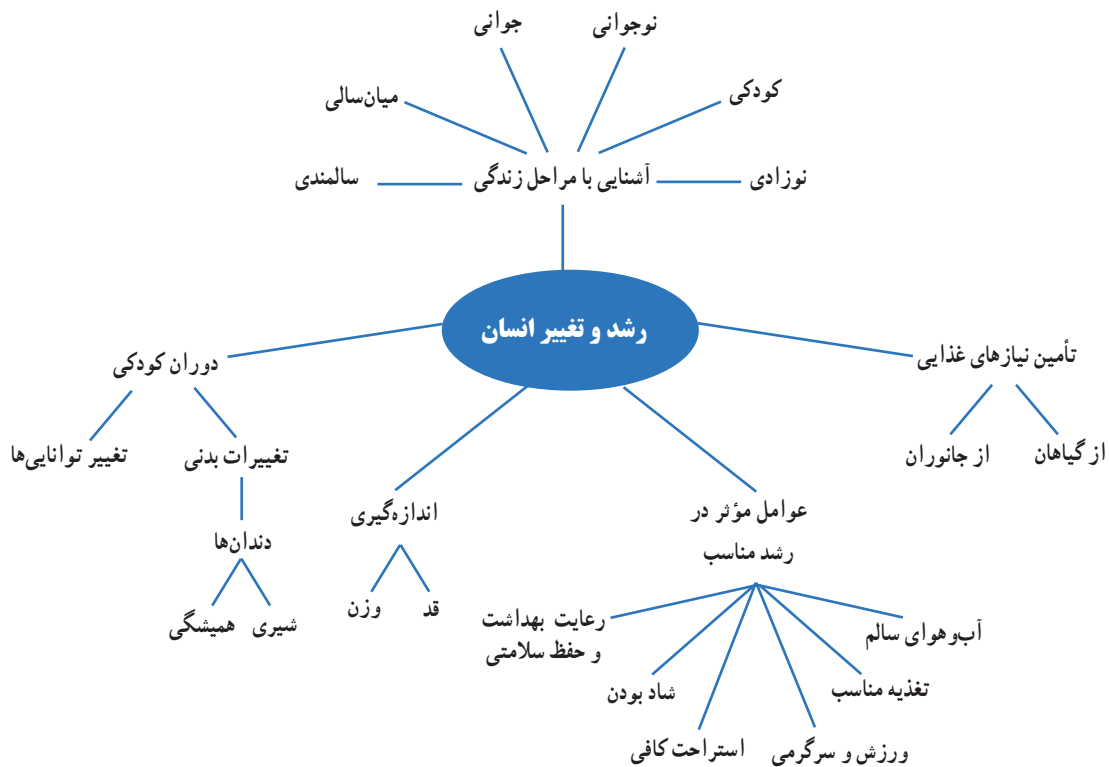 نوجوانی
جوانی
کودکی
میان‌سالی
نوزادی
آشنایی با مراحل زندگی
سالمندی
رشد و تغییر انسان
تأمین نیازهای غذایی
از گیاهان
از جانوران
دوران کودکی
تغییرات بدنی
تغییر توانایی‌ها
دندان‌ها
شیری
همیشگی
اندازه‌گیری
قد
وزن
عوامل مؤثر در
رشد مناسب
آب‌وهوای سالم
تغذیه مناسب
ورزش و سرگرمی
استراحت کافی
شاد بودن
رعایت بهداشت
و حفظ سلامتی